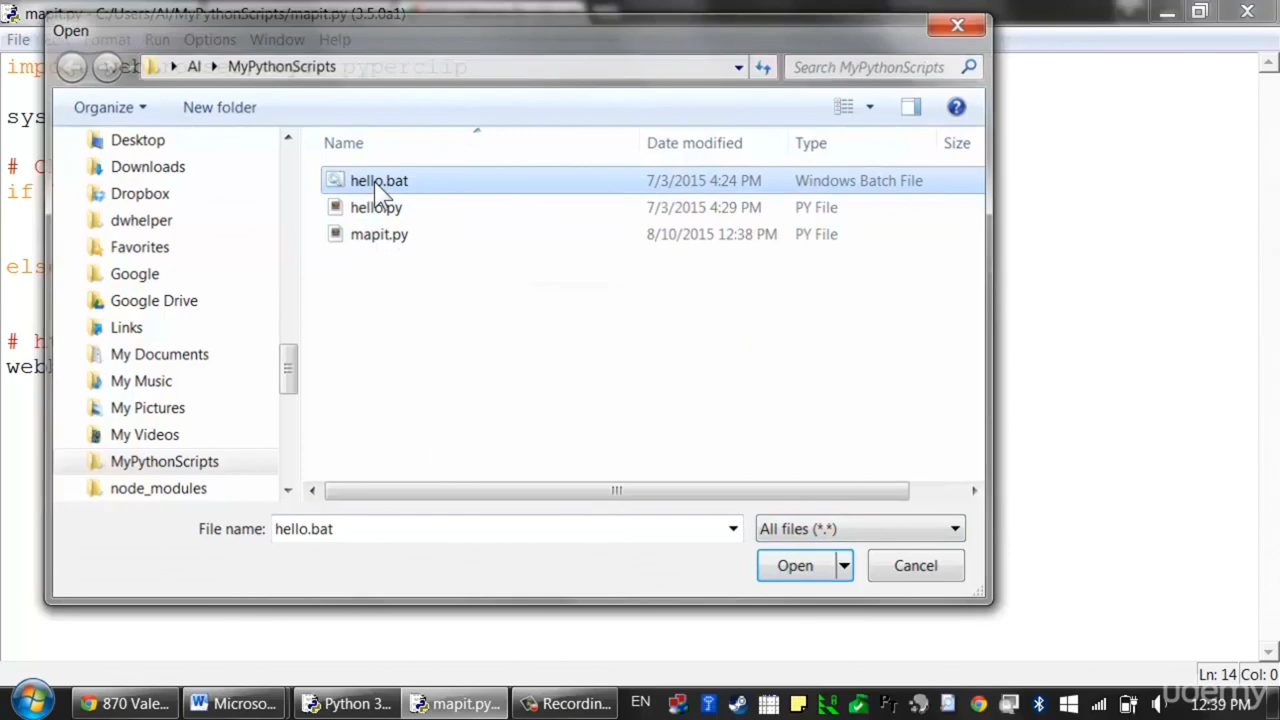 mapit.py - C:/Users/Al/MyPythonScripts/mapit.py (3.5.0a1)
Open
File Format Run Options Window Help
Al MyPythonScripts
Search MyPythonScripts
pyperclip
Organize New folder
sys
Name Date modified Type Size
Desktop
Downloads
Dropbox
dwhelper
Favorites
Google
Google Drive
Links
My Documents
My Music
My Pictures
My Videos
MyPythonScripts
node_modules
hello.bat 7/3/2015 4:24 PM Windows Batch File
hello.py 7/3/2015 4:29 PM PY File
mapit.py 8/10/2015 12:38 PM PY File
if
# h
File name: hello.bat All files (*.*)
Open Cancel
Ln: 14 Col: 0
870 Vale... Microso... Python 3... mapit.py... Recordin... EN 12:39 PM
udemy